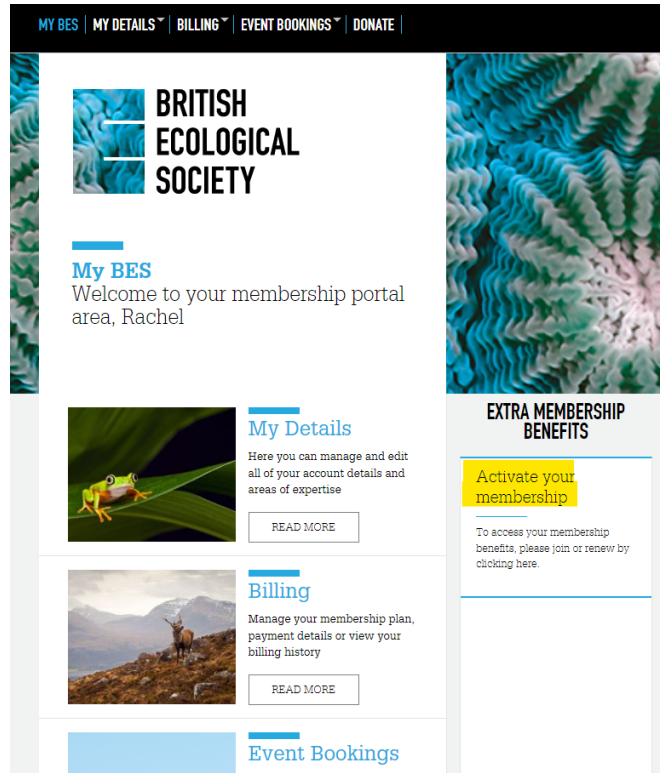 MY BES MY DETAILS BILLING EVENT BOOKINGS DONATE
BRITISH
ECOLOGICAL
SOCIETY
My BES
Welcome to your membership portal
area, Rachel
My Details
Here you can manage and edit
all of your account details and
areas of expertise
READ MORE
Billing
Manage your membership plan,
payment details or view your
billing history
READ MORE
Event Bookings
EXTRA MEMBERSHIP
BENEFITS
Activate your
membership
To access your membership
benefits, please join or renew by
clicking here.